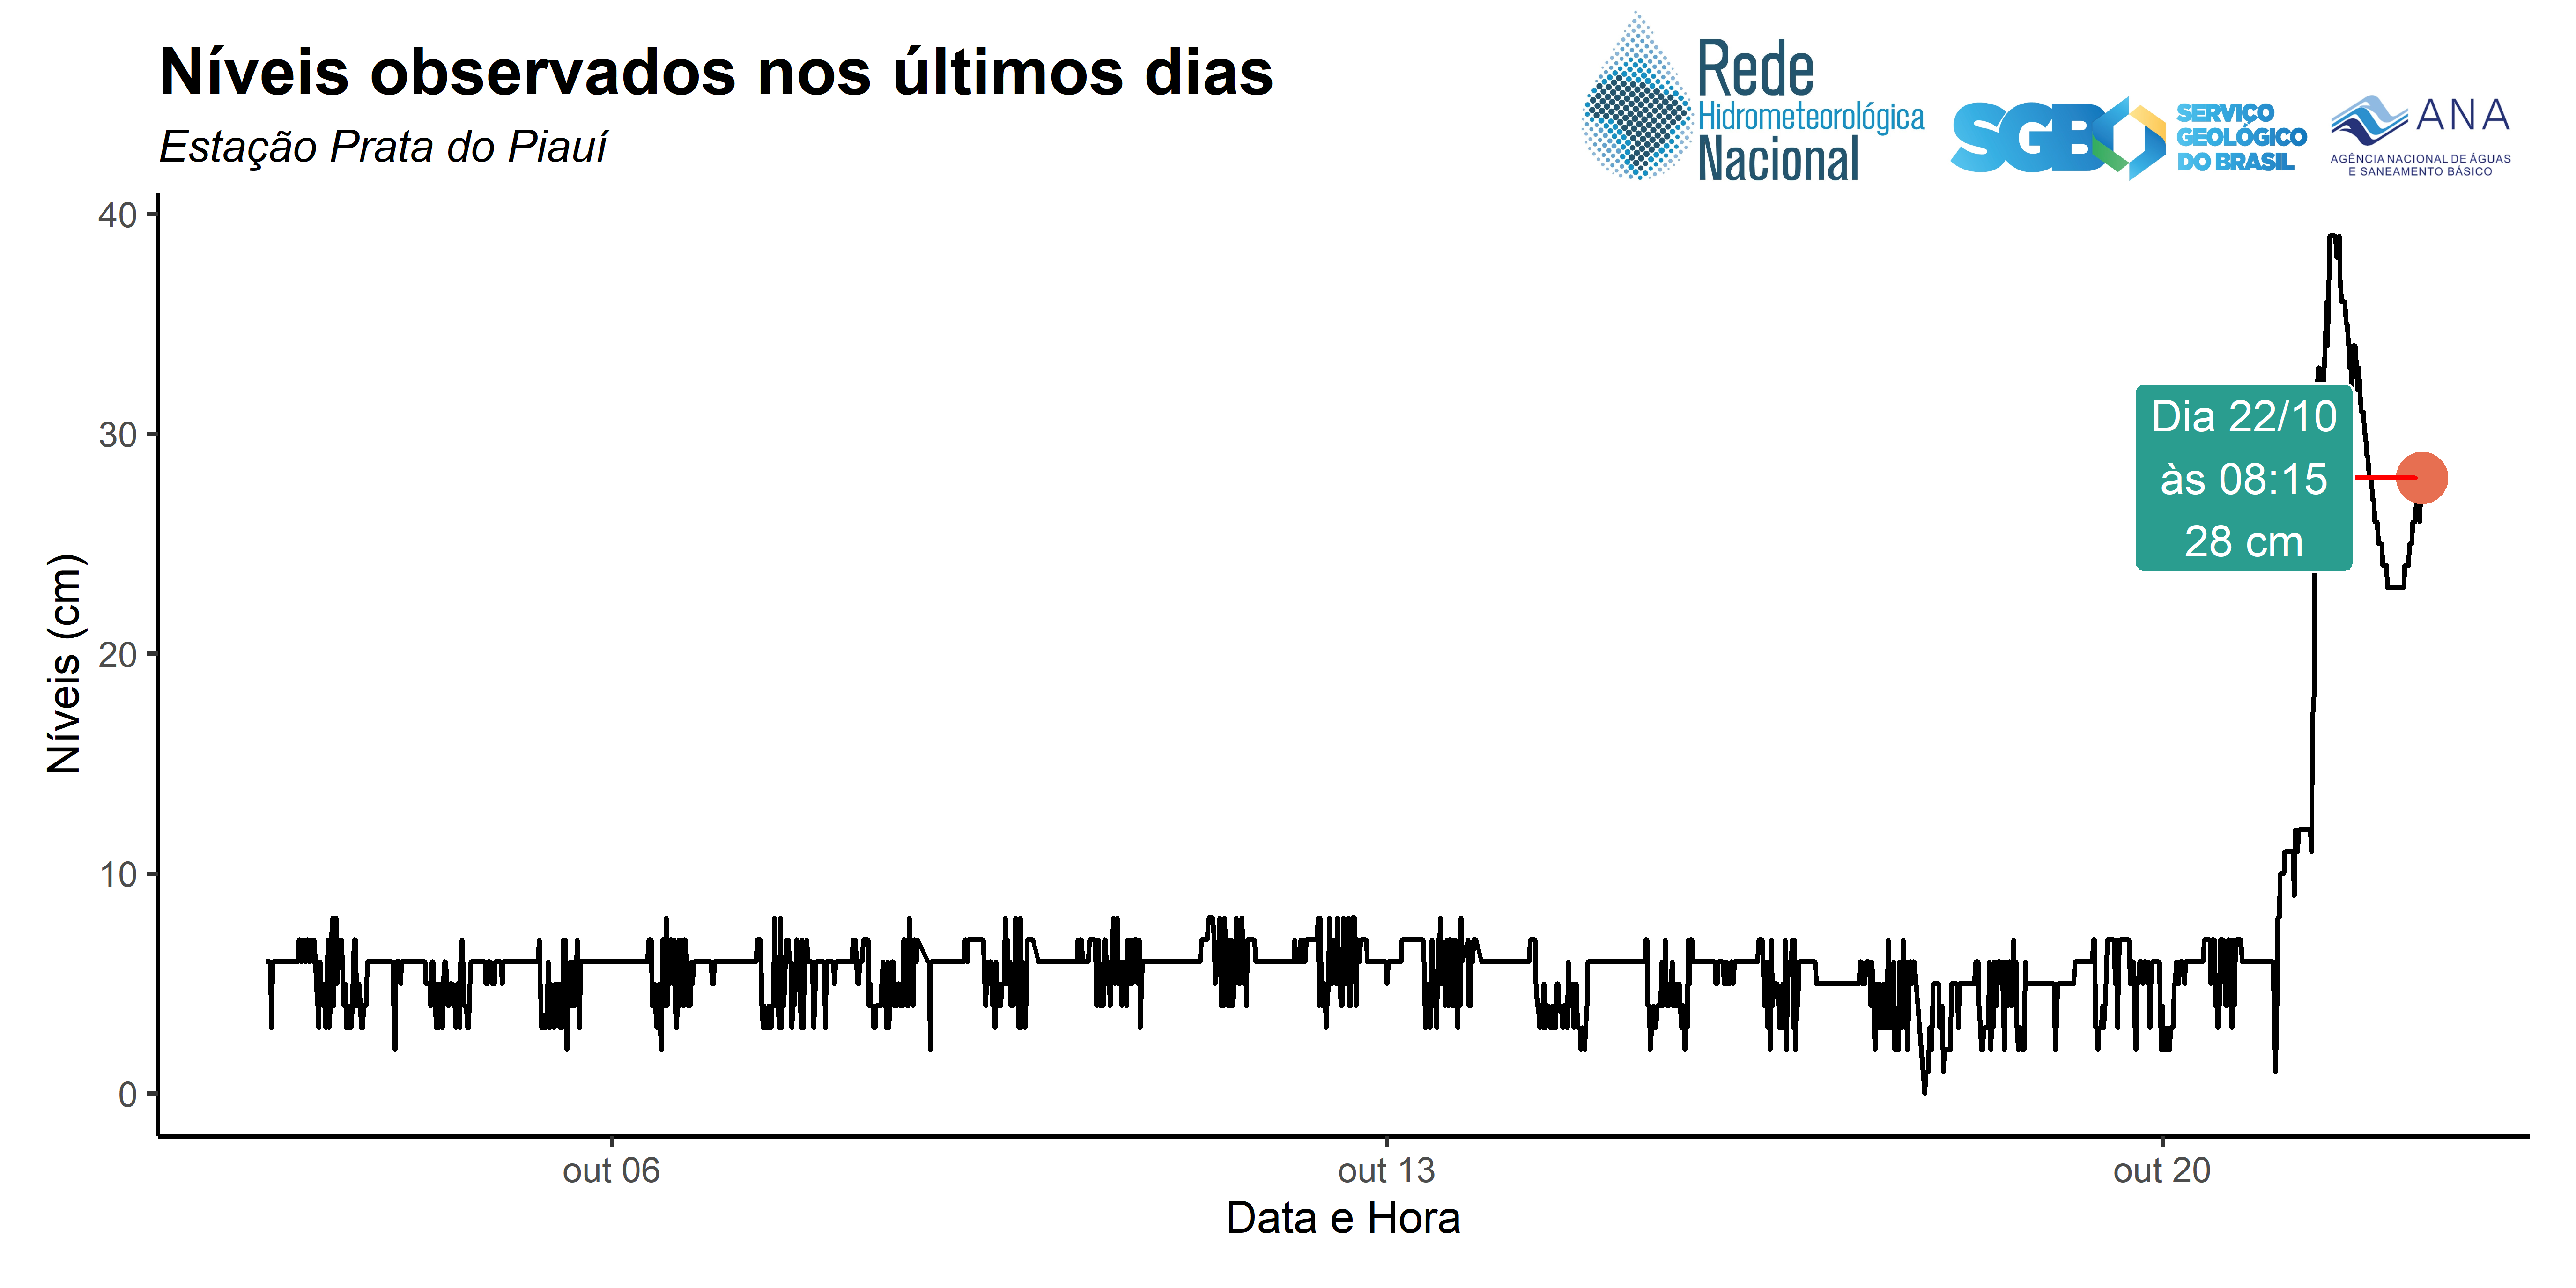 Níveis observados nos últimos dias
Estação Prata do Piauí
Rede
Hidrometeorológica
Nacional
SGB
SERVIÇO
GEOLÓGICO
DO BRASIL
ANA
AGÊNCIA NACIONAL DE ÁGUAS
E SANEAMENTO BÁSICO
Níveis (cm)
40
30
20
10
0
Dia 22/10
às 08:15
28 cm
out 06
out 13
out 20
Data e Hora